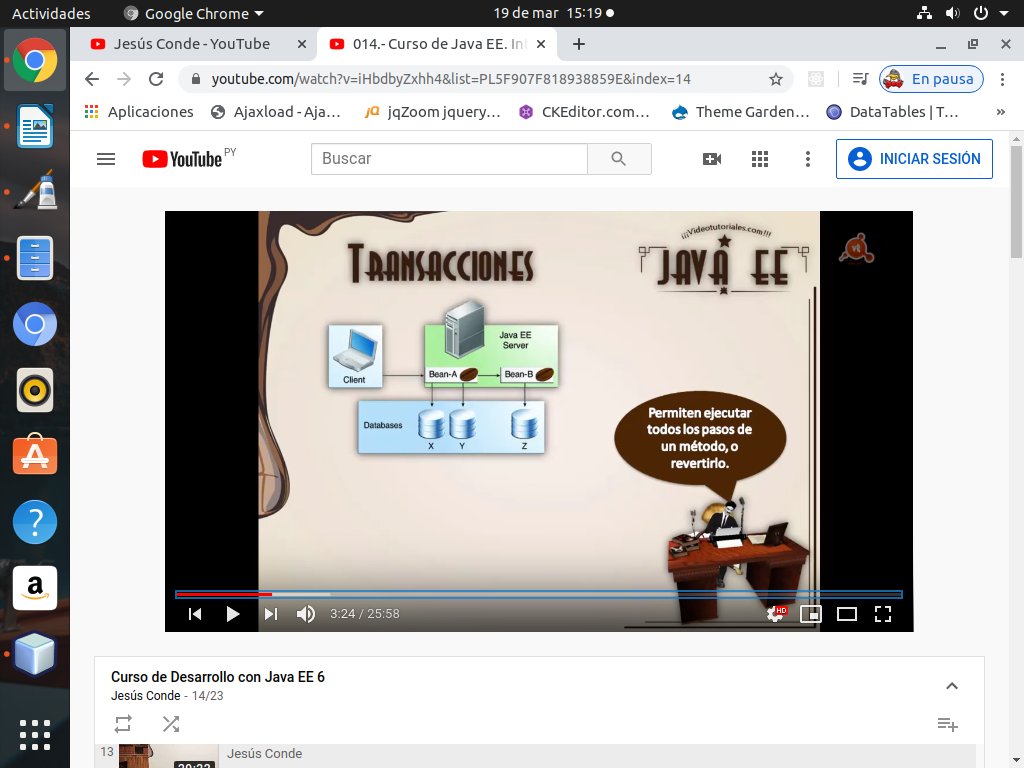 Actividades
Google Chrome
19 de mar 15:19
Jesús Conde - YouTube
014.- Curso de Java EE. Int
youtube.com/watch?v=iHbdbyZxhh4&list=PL5F907F818938859E&index=14
En pausa
Aplicaciones
Ajaxload - Aja...
jqZoom jquery...
CKEditor.com...
Theme Garden...
DataTables | T...
»
YouTube PY
Buscar
INICIAR SESIÓN
TRANSACCIONES
¡¡¡Videotutoriales.com!!!
JAVA EE
vt
Java EE
Server
Client
Bean-A
Bean-B
Databases
X
Y
Z
Permiten ejecutar
todos los pasos de
un método, o
revertirlo.
3:24 / 25:58
HD
Curso de Desarrollo con Java EE 6
Jesús Conde - 14/23
13
Jesús Conde